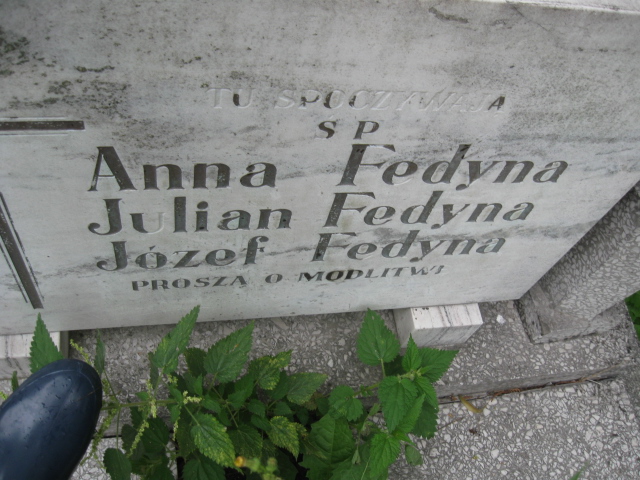 TU SPOCZYWAJĄ
ŚP
Anna Fedyna
Julian Fedyna
Józef Fedyna
PROSZĄ O MODLITWĘ